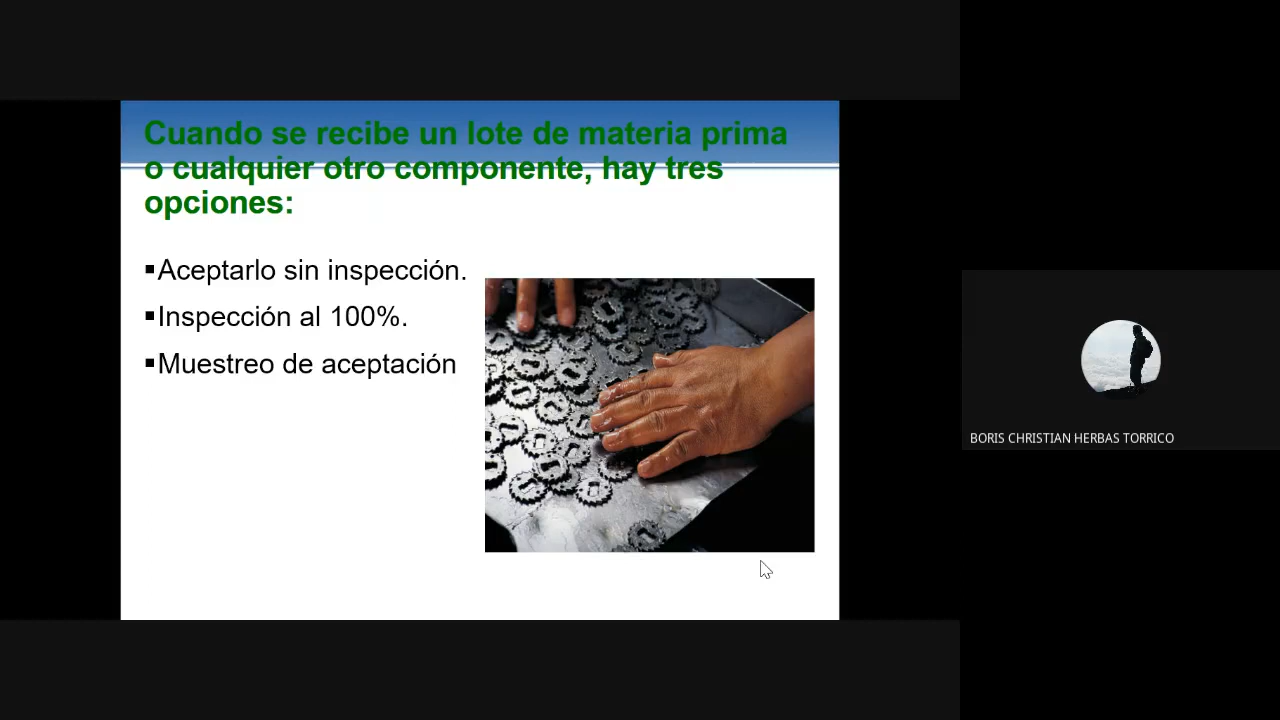 Cuando se recibe un lote de materia prima
o cualquier otro componente, hay tres
opciones:
▪Aceptarlo sin inspección.
▪Inspección al 100%.
▪Muestreo de aceptación
BORIS CHRISTIAN HERBAS TORRICO